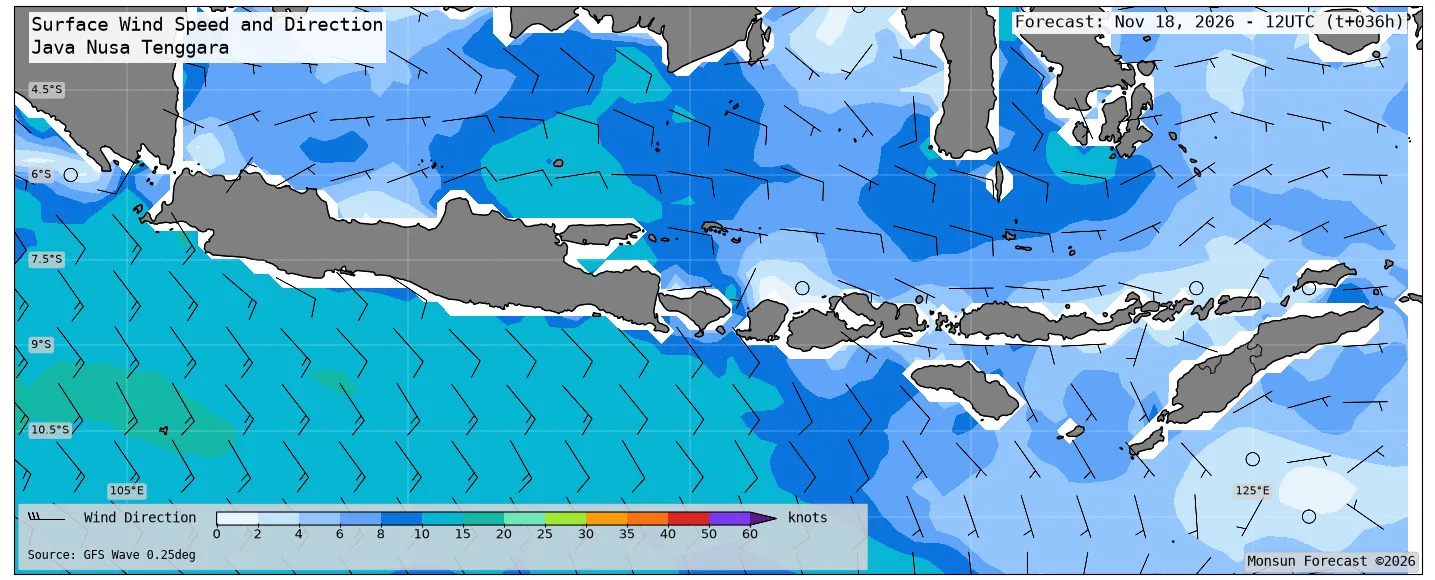 Surface Wind Speed and Direction
Java Nusa Tenggara
Forecast: Nov 18, 2026 - 12UTC (t+036h)
4.5°S
6°S
7.5°S
9°S
10.5°S
105°E
125°E
Wind Direction
0 2 4 6 8 10 15 20 25 30 35 40 50 60
knots
Source: GFS Wave 0.25deg
Monsun Forecast ©2026